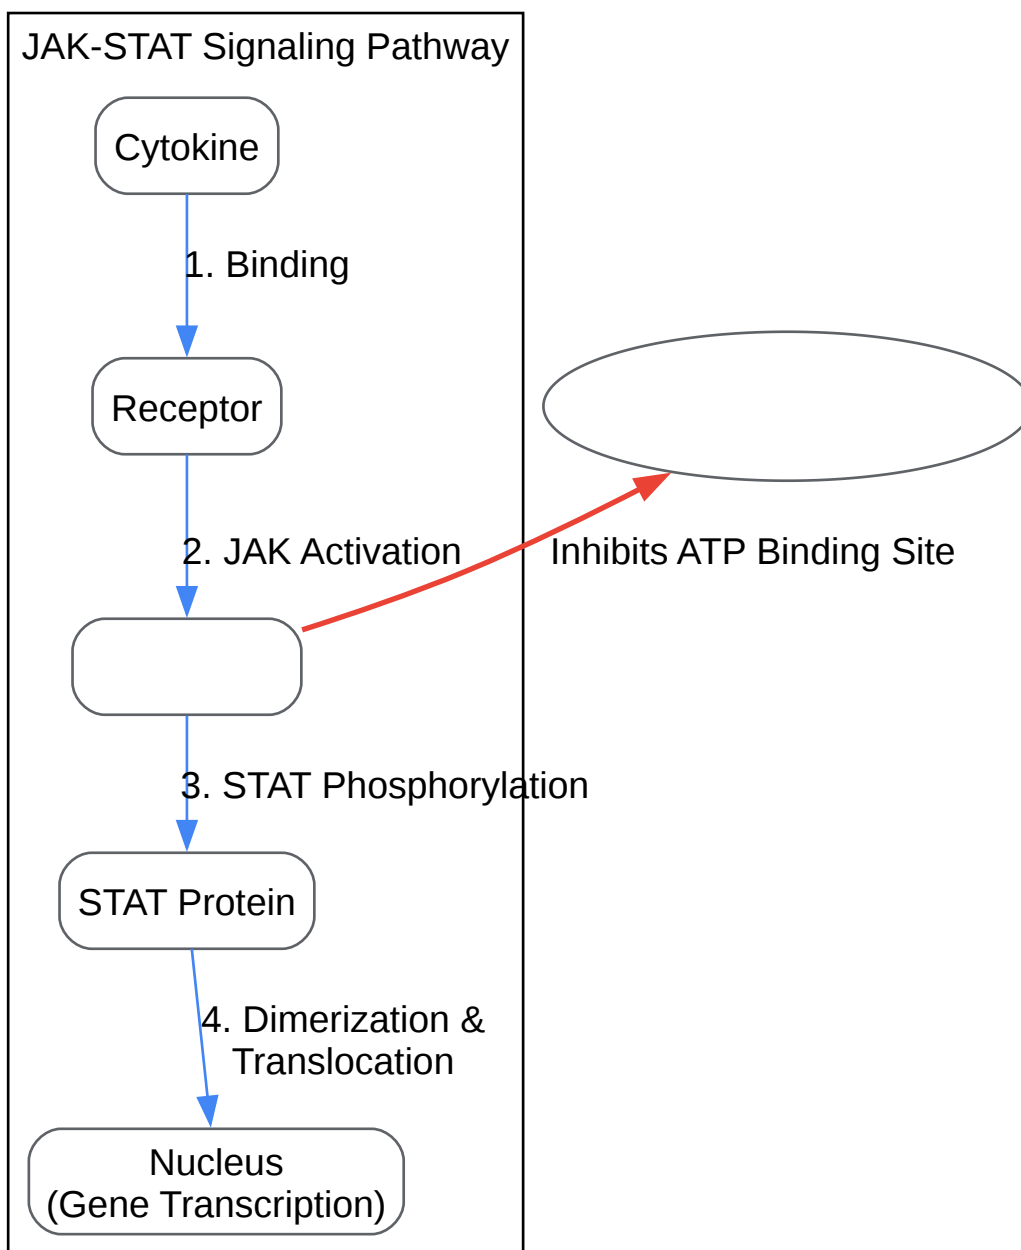 JAK-STAT Signaling Pathway
Cytokine
1. Binding
Receptor
2. JAK Activation
Inhibits ATP Binding Site
3. STAT Phosphorylation
STAT Protein
4. Dimerization &
Translocation
Nucleus
(Gene Transcription)